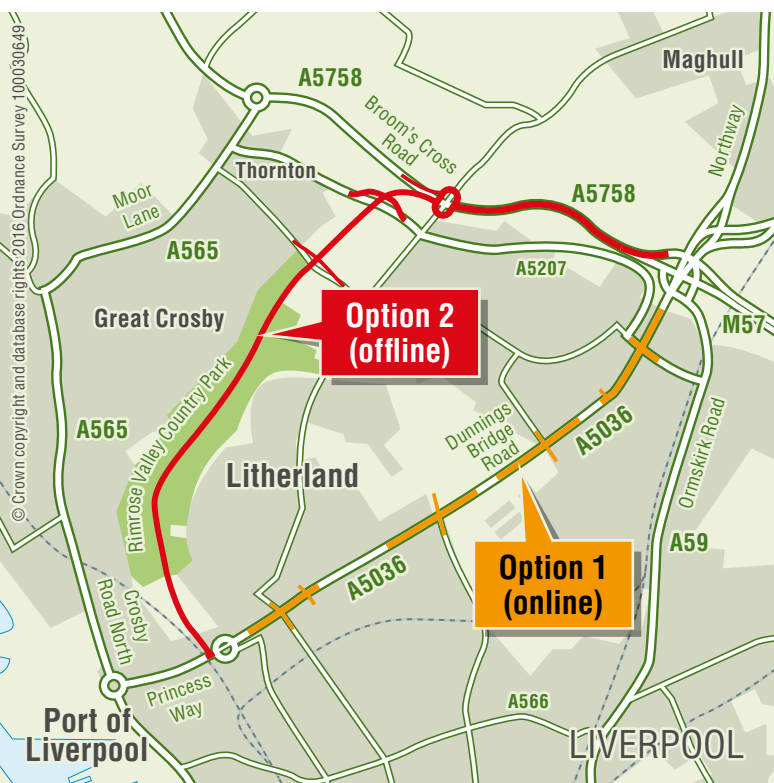 © Crown copyright and database rights 2016 Ordnance Survey 100030649
Maghull
A5758
Broom's Cross
Road
Northway
Thornton
A5758
Moor
Lane
A565
A5207
Great Crosby
Option 2
(offline)
M57
Rimrose Valley Country Park
A565
Dunnings
Bridge
Road
A5036
Ormskirk Road
Litherland
A59
Option 1
(online)
A5036
Crosby
Road North
Princess
Way
A566
Port of
Liverpool
LIVERPOOL